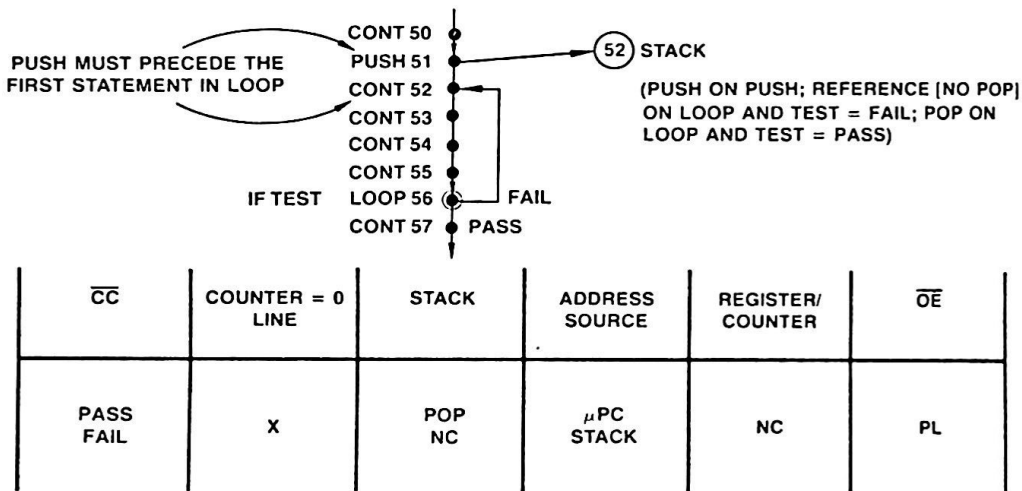 CONT 50
PUSH MUST PRECEDE THE
FIRST STATEMENT IN LOOP
PUSH 51
52 STACK
CONT 52
(PUSH ON PUSH; REFERENCE [NO POP]
ON LOOP AND TEST = FAIL; POP ON
LOOP AND TEST = PASS)
CONT 53
CONT 54
CONT 55
IF TEST LOOP 56 FAIL
CONT 57 PASS
C̅C̅
COUNTER = 0
LINE
STACK
ADDRESS
SOURCE
REGISTER/
COUNTER
O̅E̅
PASS
FAIL
X
POP
NC
μPC
STACK
NC
PL